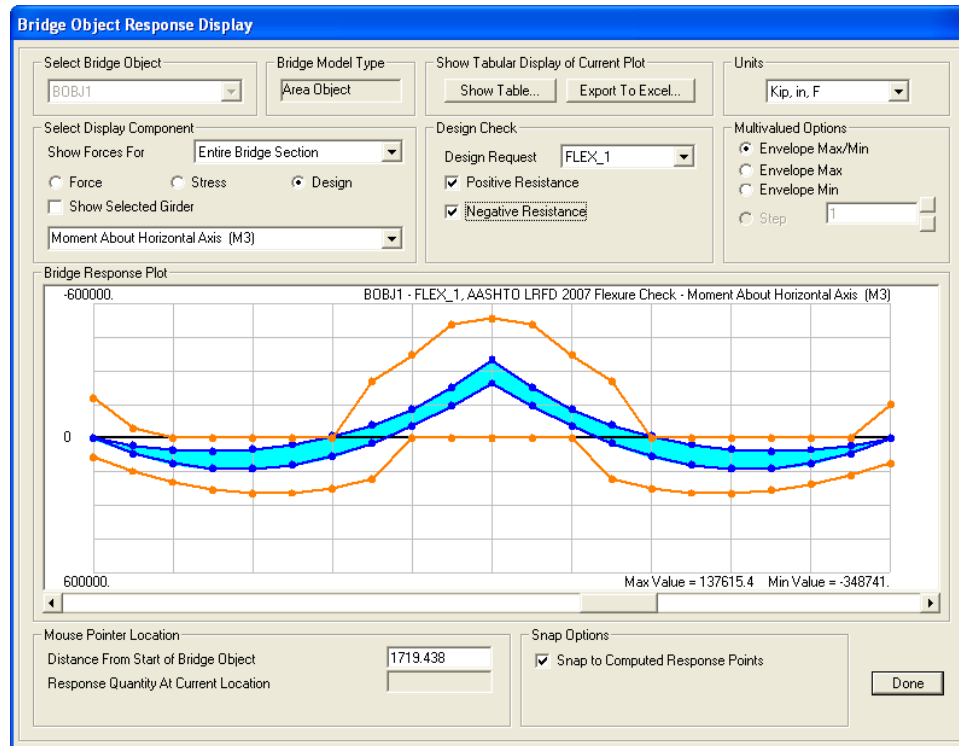 Bridge Object Response Display
Select Bridge Object
BOBJ1
Bridge Model Type
Area Object
Show Tabular Display of Current Plot
Show Table...
Export To Excel...
Units
Kip, in, F
Select Display Component
Show Forces For
Entire Bridge Section
Force
Stress
Design
Show Selected Girder
Moment About Horizontal Axis (M3)
Design Check
Design Request
FLEX_1
Positive Resistance
Negative Resistance
Multivalued Options
Envelope Max/Min
Envelope Max
Envelope Min
Step
1
Bridge Response Plot
-600000.
BOBJ1 - FLEX_1, AASHTO LRFD 2007 Flexure Check - Moment About Horizontal Axis (M3)
0
600000.
Max Value = 137615.4 Min Value = -348741.
Mouse Pointer Location
Distance From Start of Bridge Object
1719.438
Response Quantity At Current Location
Snap Options
Snap to Computed Response Points
Done